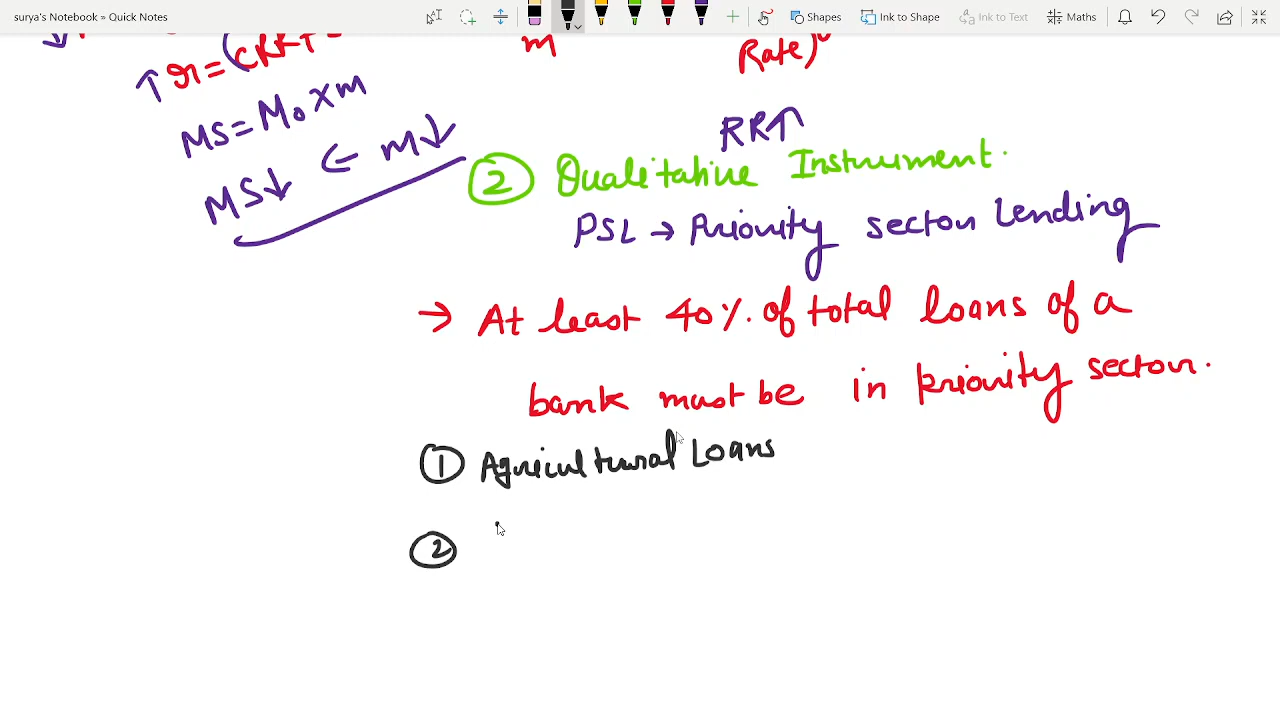 surya's Notebook » Quick Notes
Shapes
Ink to Shape
Ink to Text
Maths
m
Rate)
↑ r = (CRR+
MS = M₀ x m
MS↓ ← m↓
RR↑
② Qualitative Instrument.
PSL → Priority sector Lending
→ At least 40% of total loans of a
bank must be in priority sector.
① Agricultural Loans
②